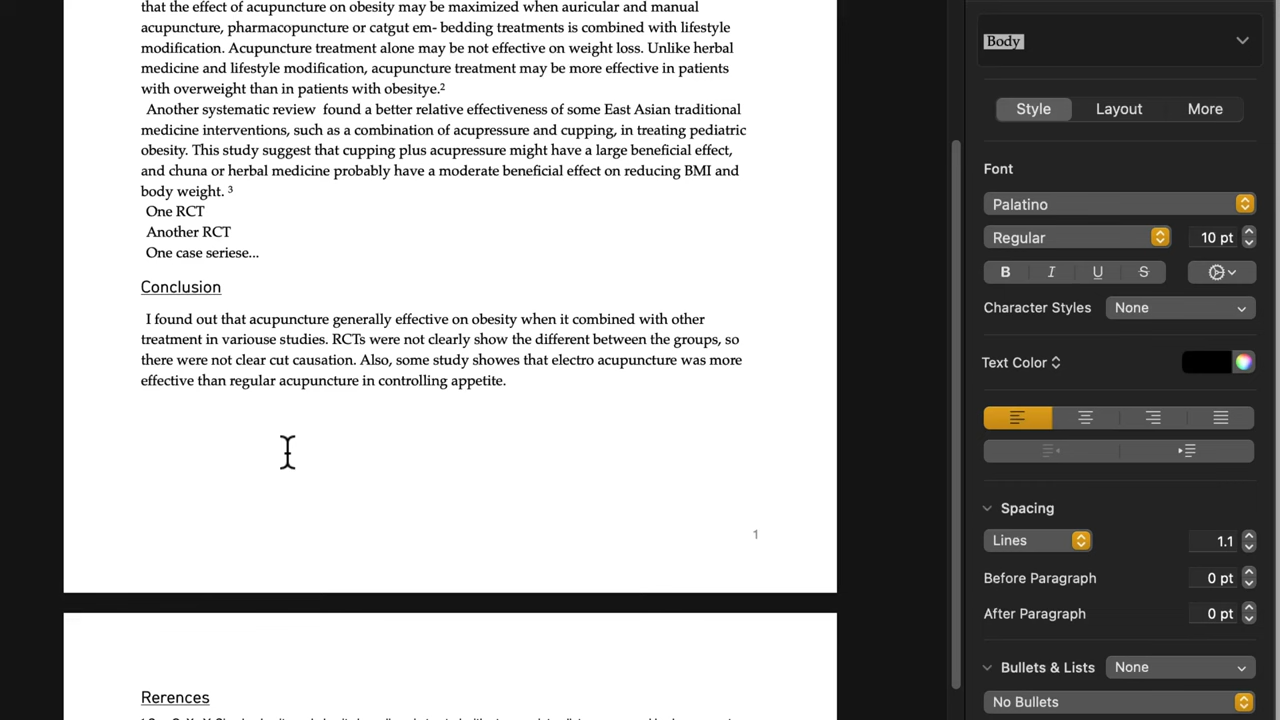 that the effect of acupuncture on obesity may be maximized when auricular and manual
acupuncture, pharmacopuncture or catgut em- bedding treatments is combined with lifestyle
modification. Acupuncture treatment alone may be not effective on weight loss. Unlike herbal
medicine and lifestyle modification, acupuncture treatment may be more effective in patients
with overweight than in patients with obesitye.²
Another systematic review  found a better relative effectiveness of some East Asian traditional
medicine interventions, such as a combination of acupressure and cupping, in treating pediatric
obesity. This study suggest that cupping plus acupressure might have a large beneficial effect,
and chuna or herbal medicine probably have a moderate beneficial effect on reducing BMI and
body weight. ³
One RCT
Another RCT
One case seriese...
Conclusion
I found out that acupuncture generally effective on obesity when it combined with other
treatment in variouse studies. RCTs were not clearly show the different between the groups, so
there were not clear cut causation. Also, some study showes that electro acupuncture was more
effective than regular acupuncture in controlling appetite.
1
Rerences
Body
Style
Layout
More
Font
Palatino
Regular
10 pt
B
I
U
S
Character Styles
None
Text Color
Spacing
Lines
1.1
Before Paragraph
0 pt
After Paragraph
0 pt
Bullets & Lists
None
No Bullets